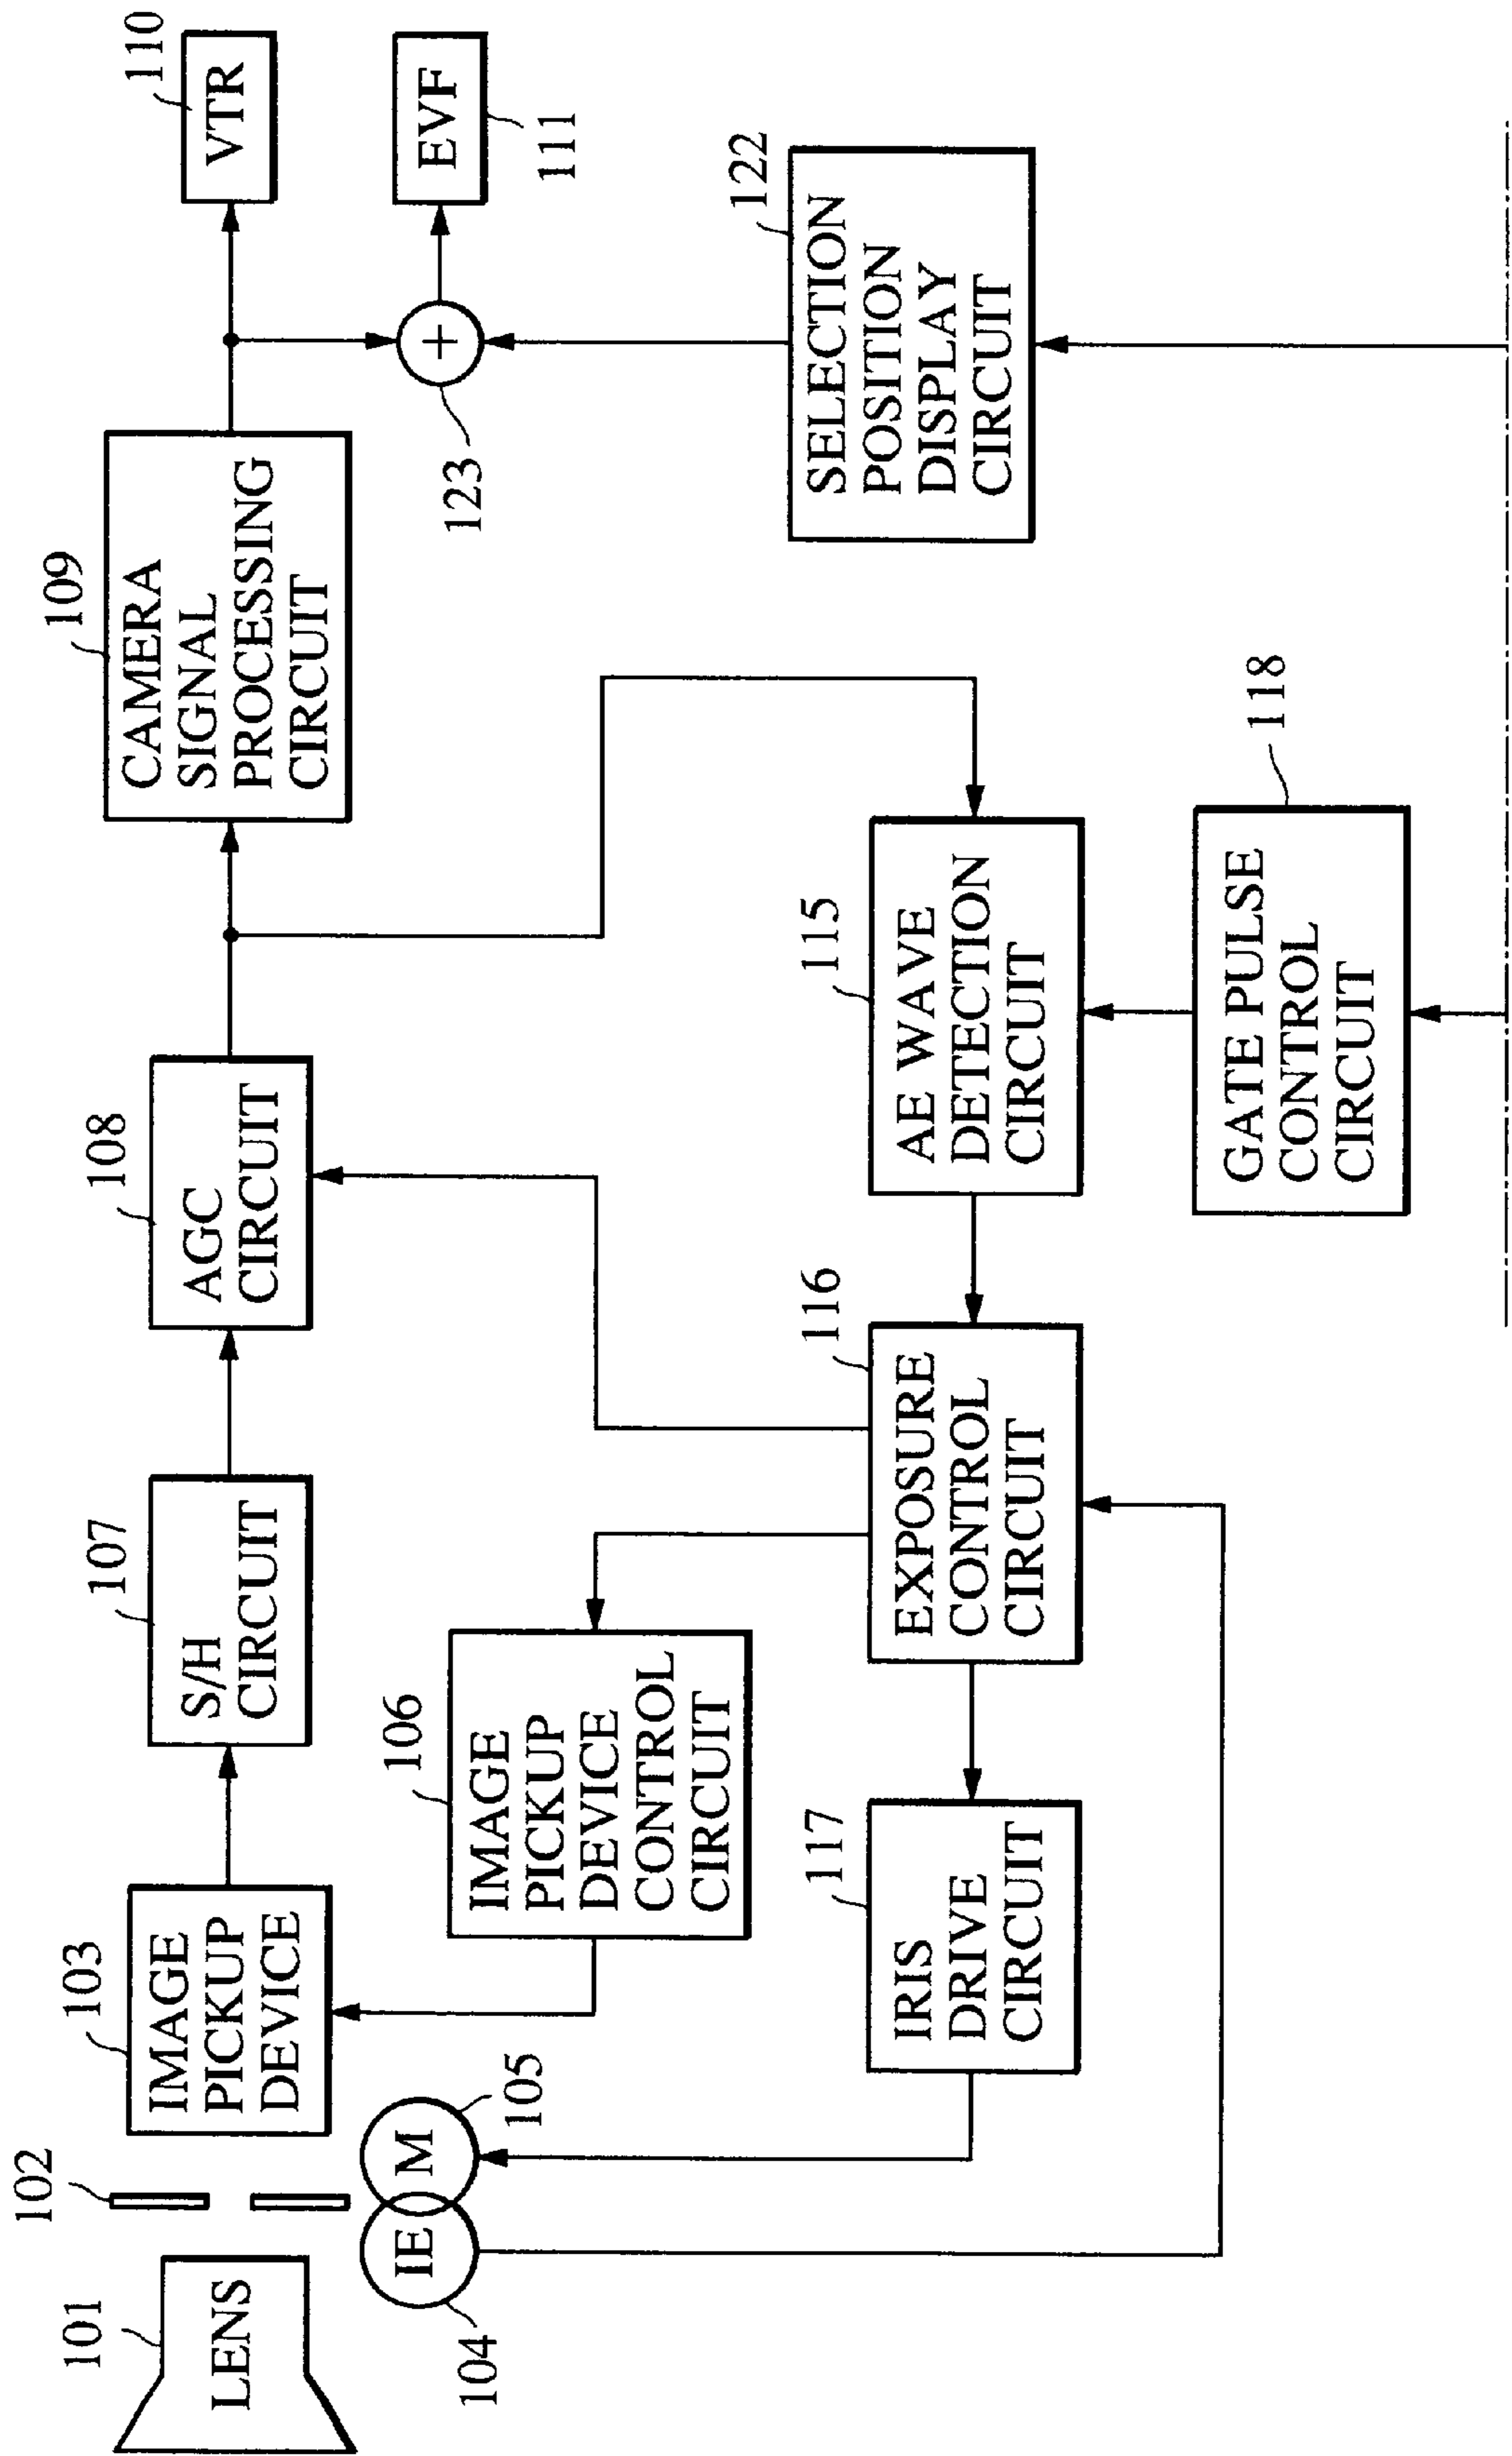 101
LENS
102
103
IMAGE
PICKUP
DEVICE
104
IE
M
105
106
IMAGE
PICKUP
DEVICE
CONTROL
CIRCUIT
107
S/H
CIRCUIT
108
AGC
CIRCUIT
109
CAMERA
SIGNAL
PROCESSING
CIRCUIT
110
VTR
EVF
111
+
123
122
SELECTION
POSITION
DISPLAY
CIRCUIT
117
IRIS
DRIVE
CIRCUIT
116
EXPOSURE
CONTROL
CIRCUIT
115
AE WAVE
DETECTION
CIRCUIT
118
GATE PULSE
CONTROL
CIRCUIT